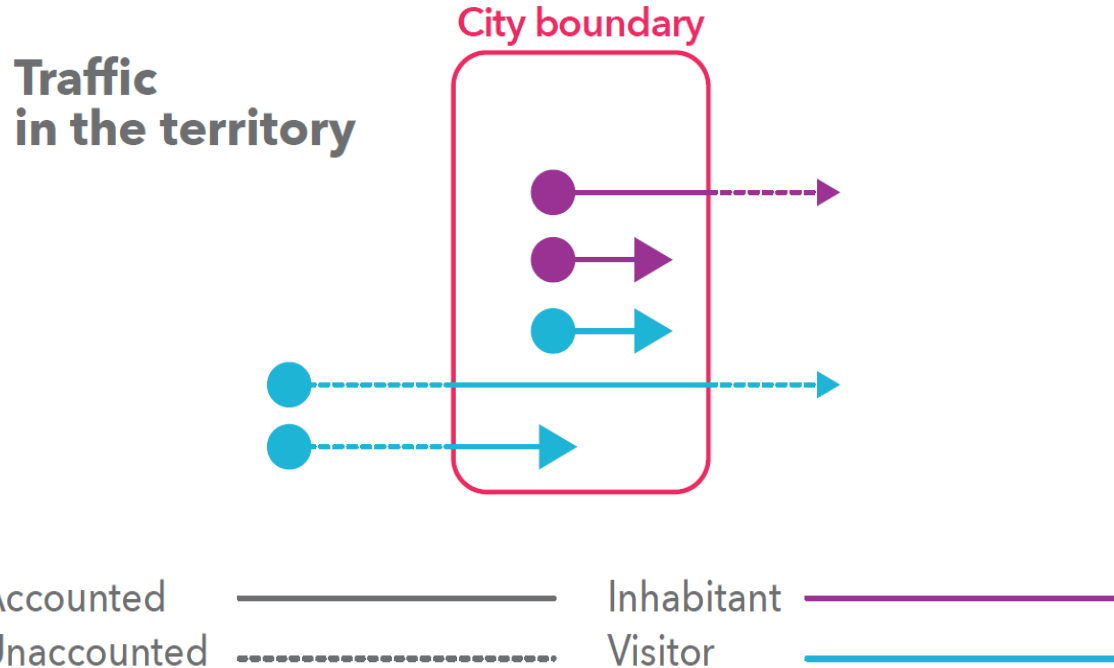 City boundary
Traffic
in the territory
Accounted
Inhabitant
Unaccounted
Visitor